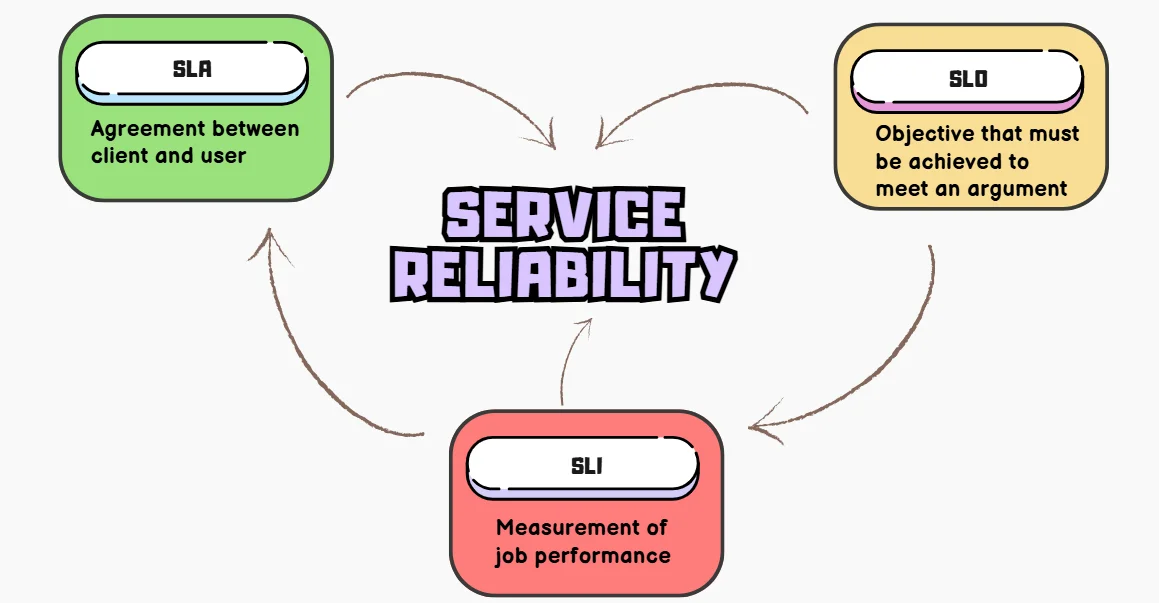 SLA
Agreement between
client and user
SLO
Objective that must
be achieved to
meet an argument
SERVICE
RELIABILITY
SLI
Measurement of
job performance